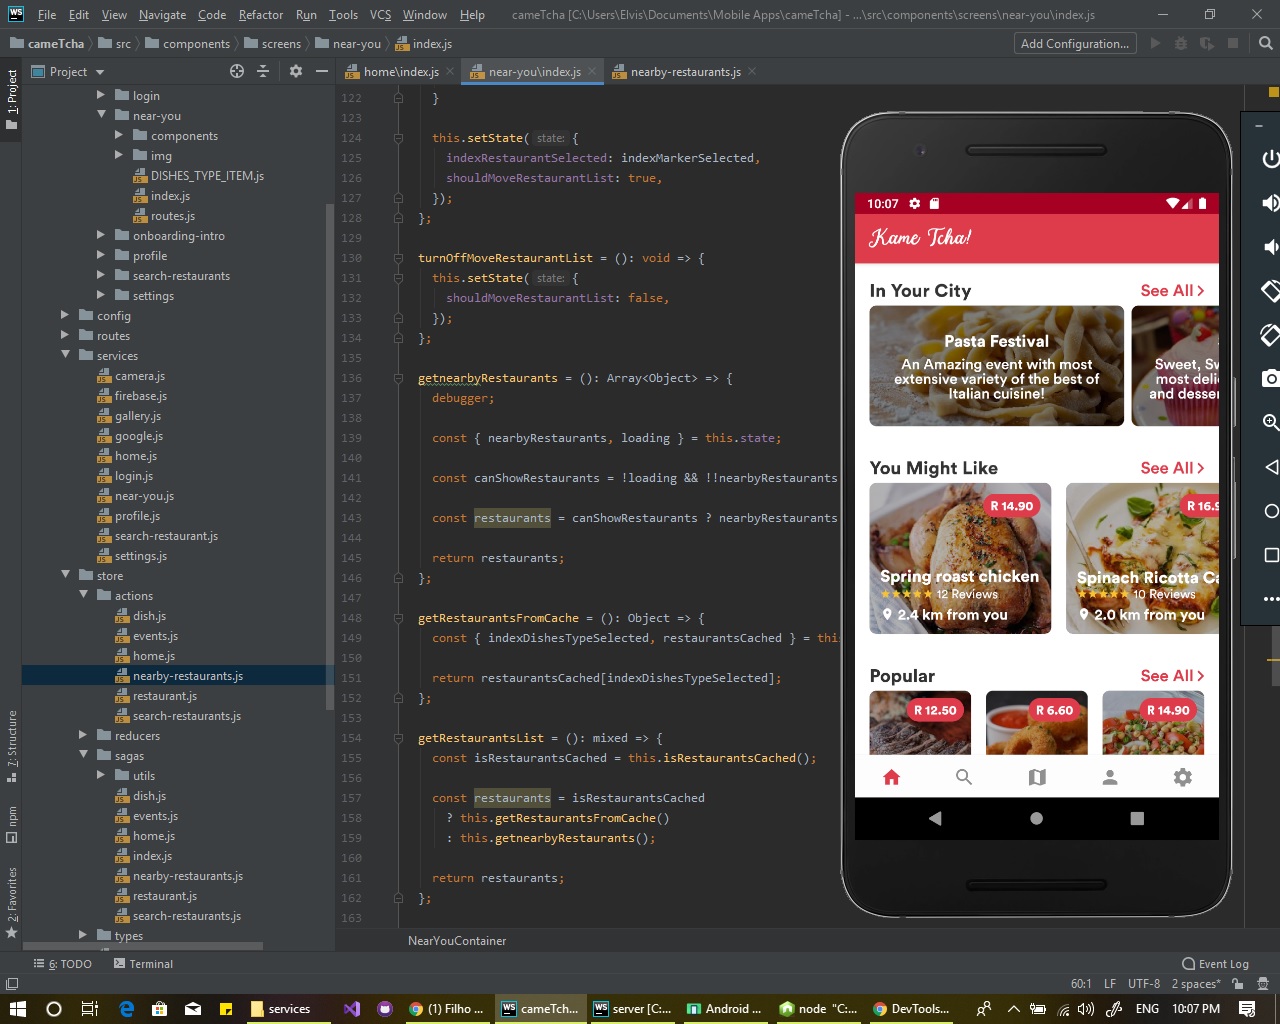 WS File Edit View Navigate Code Refactor Run Tools VCS Window Help cameTcha [C:\Users\Elvis\Documents\Mobile Apps\cameTcha] - ...\src\components\screens\near-you\index.js
cameTcha src components screens near-you index.js Add Configuration...
1: Project
Project
home\index.js near-you\index.js nearby-restaurants.js
login
near-you
components
img
DISHES_TYPE_ITEM.js
index.js
routes.js
onboarding-intro
profile
search-restaurants
settings
config
routes
services
camera.js
firebase.js
gallery.js
google.js
home.js
login.js
near-you.js
profile.js
search-restaurant.js
settings.js
store
actions
dish.js
events.js
home.js
nearby-restaurants.js
restaurant.js
search-restaurants.js
reducers
sagas
utils
dish.js
events.js
home.js
index.js
nearby-restaurants.js
restaurant.js
search-restaurants.js
types
7: Structure
npm
2: Favorites
122 }
123
124 this.setState( state: {
125 indexRestaurantSelected: indexMarkerSelected,
126 shouldMoveRestaurantList: true,
127 });
128 };
129
130 turnOffMoveRestaurantList = (): void => {
131 this.setState( state: {
132 shouldMoveRestaurantList: false,
133 });
134 };
135
136 getnearbyRestaurants = (): Array<Object> => {
137 debugger;
138
139 const { nearbyRestaurants, loading } = this.state;
140
141 const canShowRestaurants = !loading && !!nearbyRestaurants
142
143 const restaurants = canShowRestaurants ? nearbyRestaurants
144
145 return restaurants;
146 };
147
148 getRestaurantsFromCache = (): Object => {
149 const { indexDishesTypeSelected, restaurantsCached } = this
150
151 return restaurantsCached[indexDishesTypeSelected];
152 };
153
154 getRestaurantsList = (): mixed => {
155 const isRestaurantsCached = this.isRestaurantsCached();
156
157 const restaurants = isRestaurantsCached
158 ? this.getRestaurantsFromCache()
159 : this.getnearbyRestaurants();
160
161 return restaurants;
162 };
163
NearYouContainer
10:07
Kame Tcha!
In Your City See All >
Pasta Festival
An Amazing event with most
extensive variety of the best of
Italian cuisine!
Sweet, Sw
most deli
and desser
You Might Like See All >
R 14.90
Spring roast chicken
12 Reviews
2.4 km from you
R 16.9
Spinach Ricotta Ca
10 Reviews
2.0 km from you
Popular See All >
R 12.50 R 6.60 R 14.90
6: TODO Terminal Event Log
60:1 LF UTF-8 2 spaces*
services (1) Filho ... cameTch... server [C:... Android ... node "C:... DevTools... ENG 10:07 PM